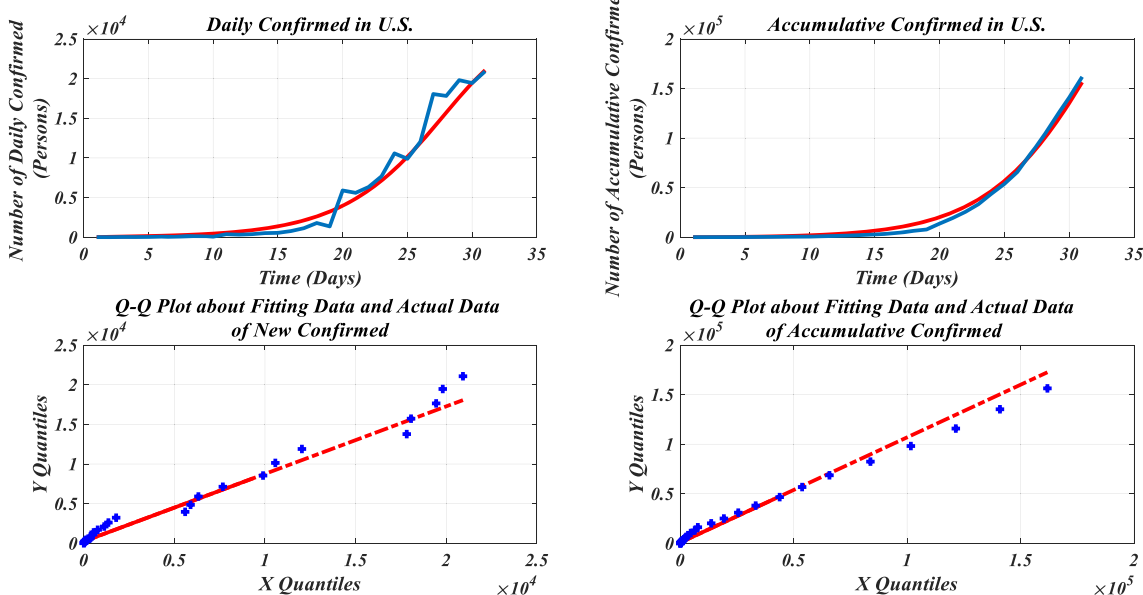 Daily Confirmed in U.S.
×10^4
2.5
2
1.5
1
0.5
0
0 5 10 15 20 25 30 35
Time (Days)
Number of Daily Confirmed
(Persons)
Accumulative Confirmed in U.S.
×10^5
2
1.5
1
0.5
0
0 5 10 15 20 25 30 35
Time (Days)
Number of Accumulative Confirme
(Persons)
Q-Q Plot about Fitting Data and Actual Data
of New Confirmed
×10^4
2.5
2
1.5
1
0.5
0
0 0.5 1 1.5 2 2.5
X Quantiles
×10^4
Y Quantiles
Q-Q Plot about Fitting Data and Actual Data
of Accumulative Confirmed
×10^5
2
1.5
1
0.5
0
0 0.5 1 1.5 2
X Quantiles
×10^5
Y Quantiles